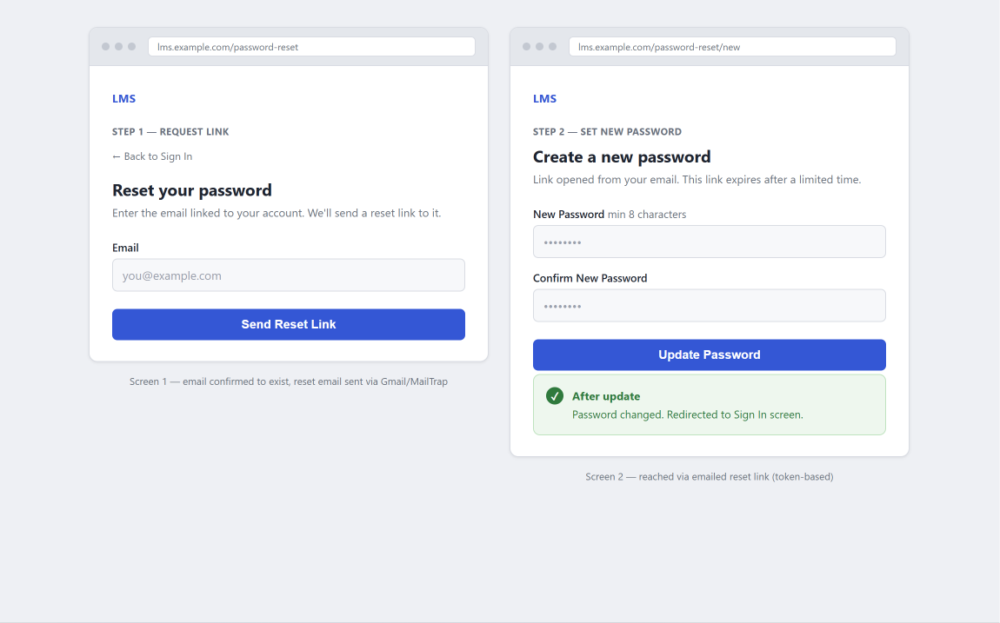 lms.example.com/password-reset
LMS
STEP 1 — REQUEST LINK
← Back to Sign In
Reset your password
Enter the email linked to your account. We'll send a reset link to it.
Email
you@example.com
Send Reset Link
Screen 1 — email confirmed to exist, reset email sent via Gmail/MailTrap
lms.example.com/password-reset/new
LMS
STEP 2 — SET NEW PASSWORD
Create a new password
Link opened from your email. This link expires after a limited time.
New Password min 8 characters
••••••••
Confirm New Password
••••••••
Update Password
✓ After update
Password changed. Redirected to Sign In screen.
Screen 2 — reached via emailed reset link (token-based)